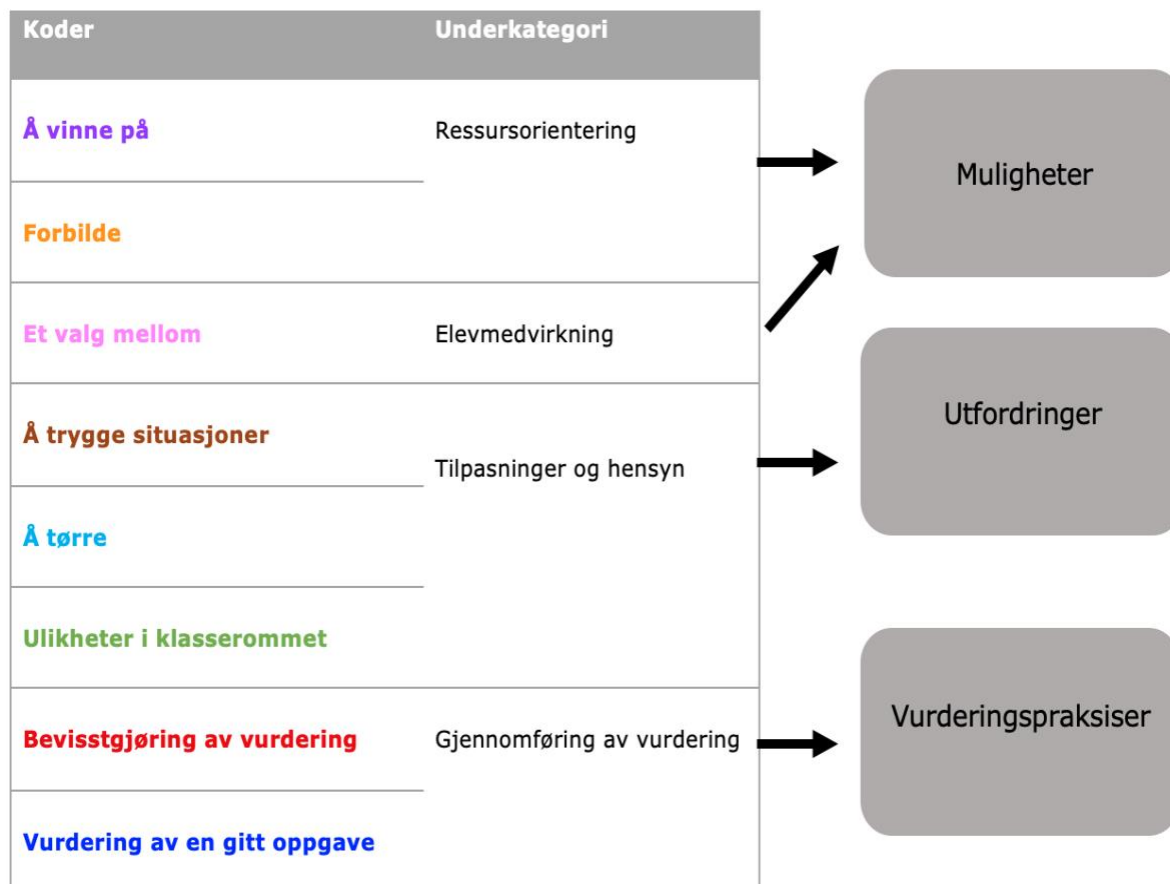 Koder Underkategori
Å vinne på Ressursorientering
Muligheter
Forbilde
Et valg mellom Elevmedvirkning
Utfordringer
Å trygge situasjoner
Tilpasninger og hensyn
Å tørre
Ulikheter i klasserommet
Vurderingspraksiser
Bevisstgjøring av vurdering Gjennomføring av vurdering
Vurdering av en gitt oppgave